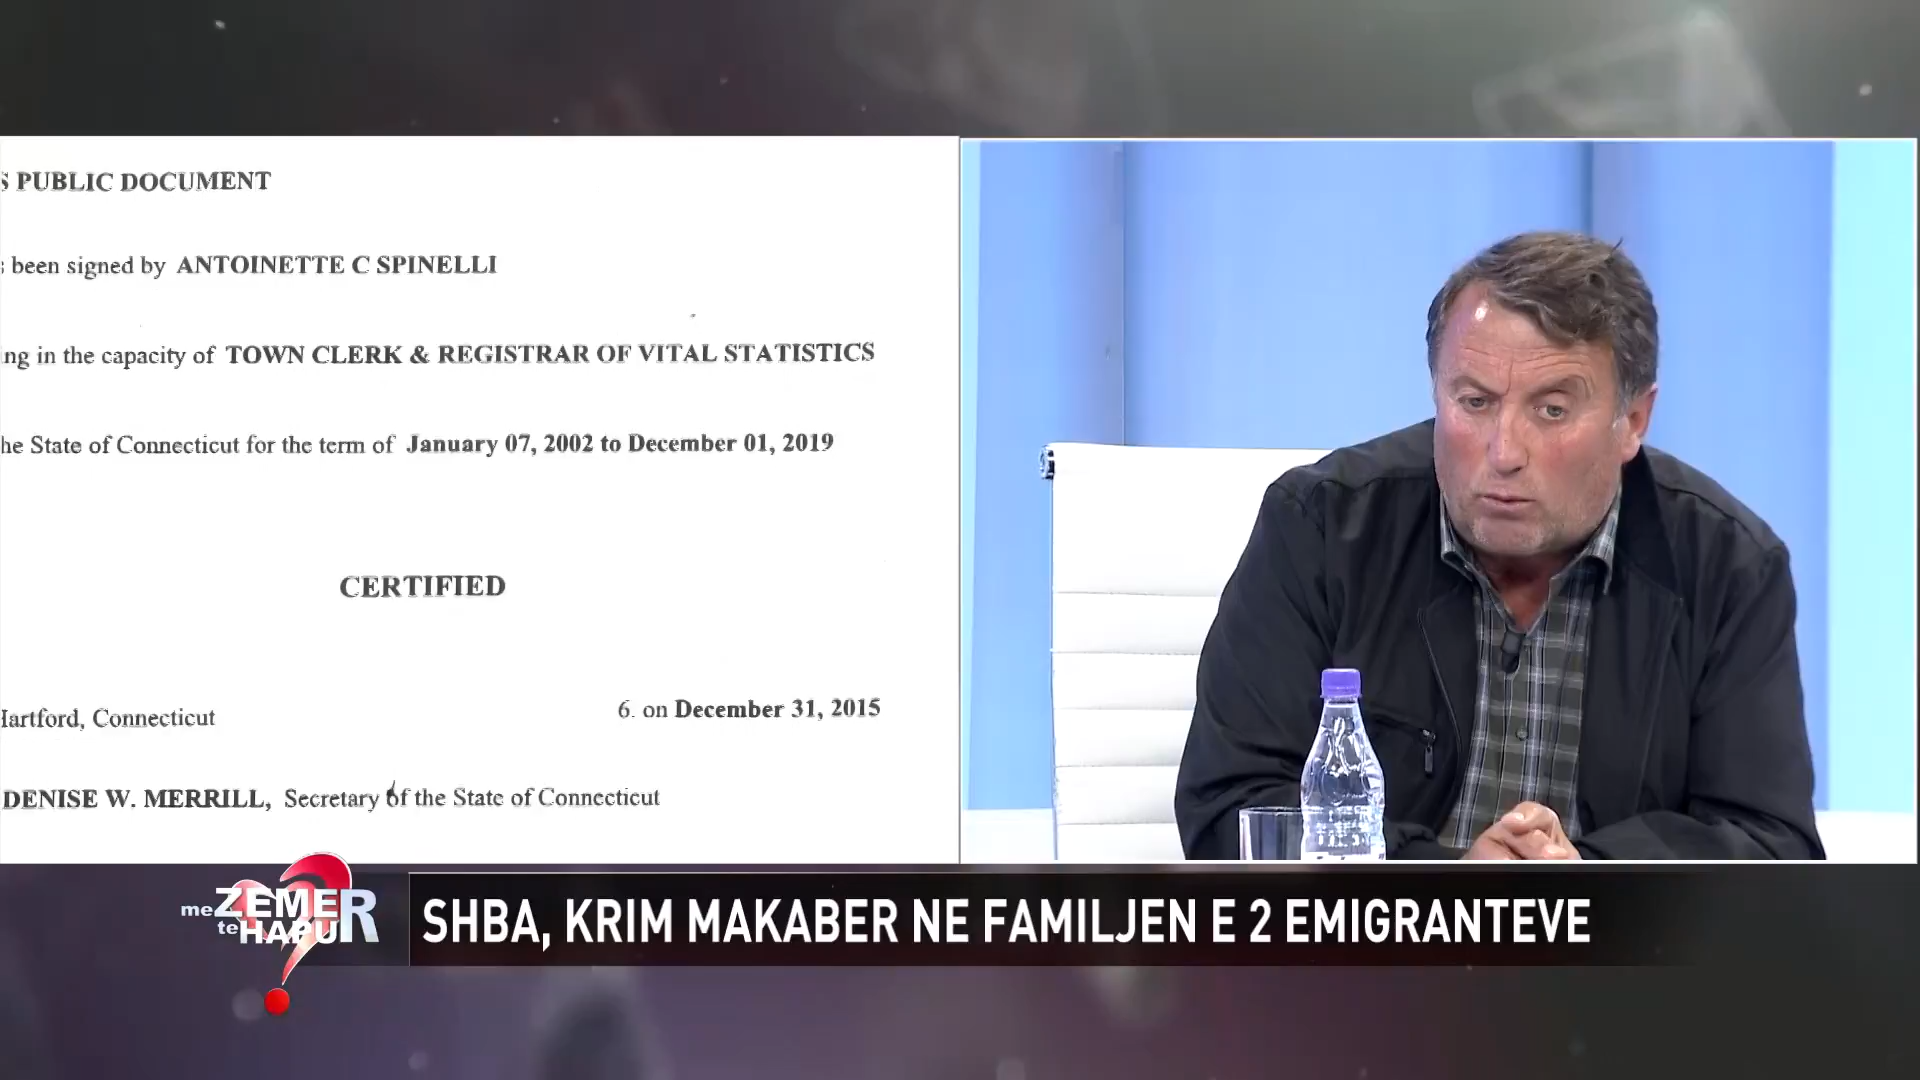 S PUBLIC DOCUMENT
been signed by ANTOINETTE C SPINELLI
ng in the capacity of TOWN CLERK & REGISTRAR OF VITAL STATISTICS
he State of Connecticut for the term of January 07, 2002 to December 01, 2019
CERTIFIED
Hartford, Connecticut
6. on December 31, 2015
DENISE W. MERRILL, Secretary of the State of Connecticut
me ZEMER
te HAPUR
SHBA, KRIM MAKABER NE FAMILJEN E 2 EMIGRANTEVE